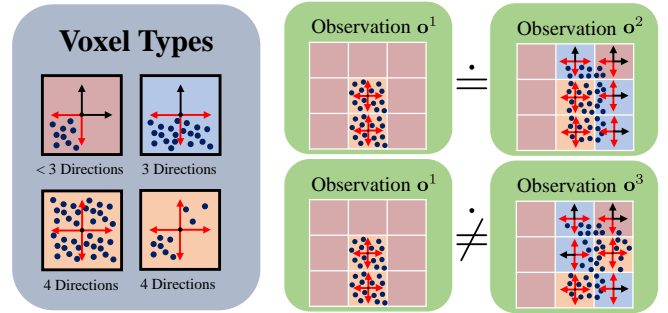 Voxel Types
< 3 Directions
3 Directions
4 Directions
4 Directions
Observation o¹
≐
Observation o²
Observation o¹
≐̸
Observation o³